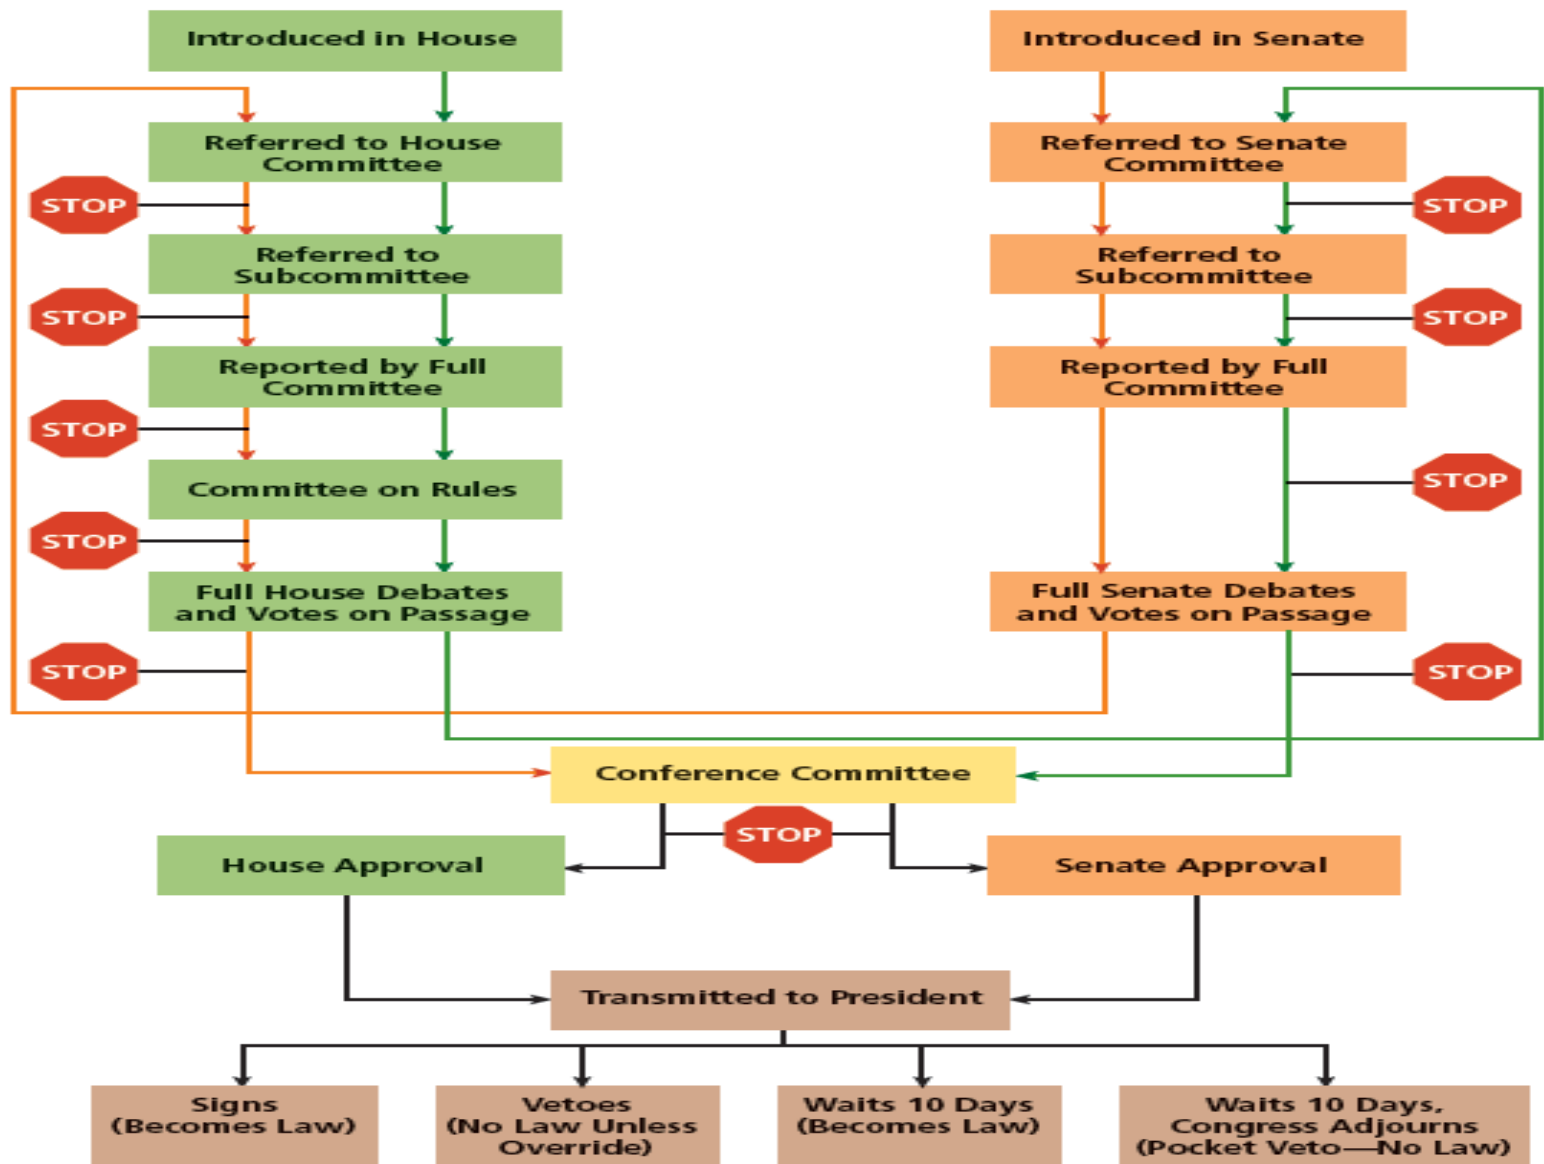 Introduced in House
Introduced in Senate
Referred to House
Committee
Referred to Senate
Committee
STOP
STOP
Referred to
Subcommittee
Referred to
Subcommittee
STOP
STOP
Reported by Full
Committee
Reported by Full
Committee
STOP
STOP
Committee on Rules
STOP
Full House Debates
and Votes on Passage
Full Senate Debates
and Votes on Passage
STOP
STOP
Conference Committee
STOP
House Approval
Senate Approval
Transmitted to President
Signs
(Becomes Law)
Vetoes
(No Law Unless
Override)
Waits 10 Days
(Becomes Law)
Waits 10 Days,
Congress Adjourns
(Pocket Veto—No Law)